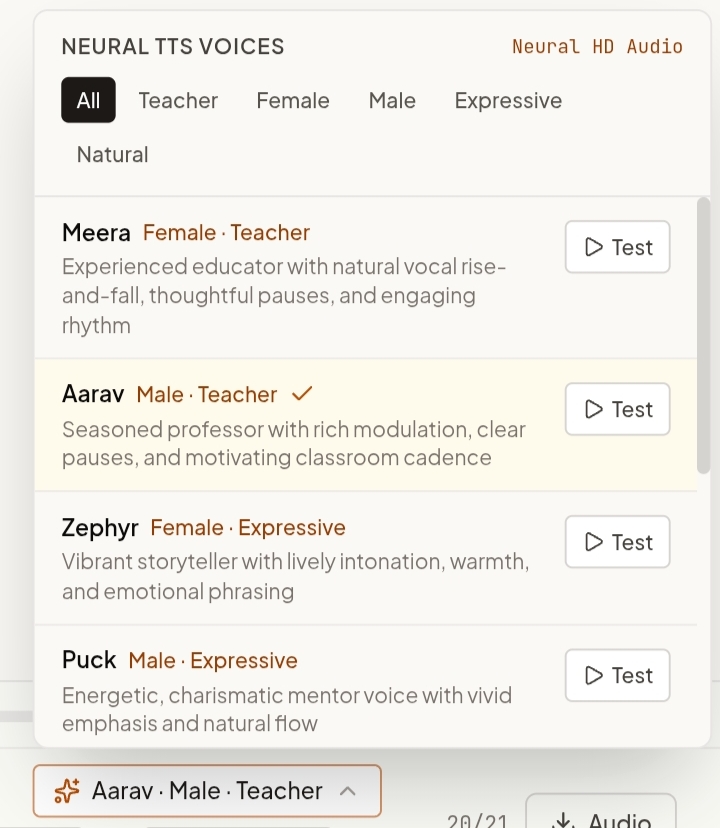 NEURAL TTS VOICES
Neural HD Audio
All Teacher Female Male Expressive
Natural
Meera Female · Teacher
Test
Experienced educator with natural vocal rise-
and-fall, thoughtful pauses, and engaging
rhythm
Aarav Male · Teacher
Test
Seasoned professor with rich modulation, clear
pauses, and motivating classroom cadence
Zephyr Female · Expressive
Test
Vibrant storyteller with lively intonation, warmth,
and emotional phrasing
Puck Male · Expressive
Test
Energetic, charismatic mentor voice with vivid
emphasis and natural flow
Aarav · Male · Teacher
20/21
Audio